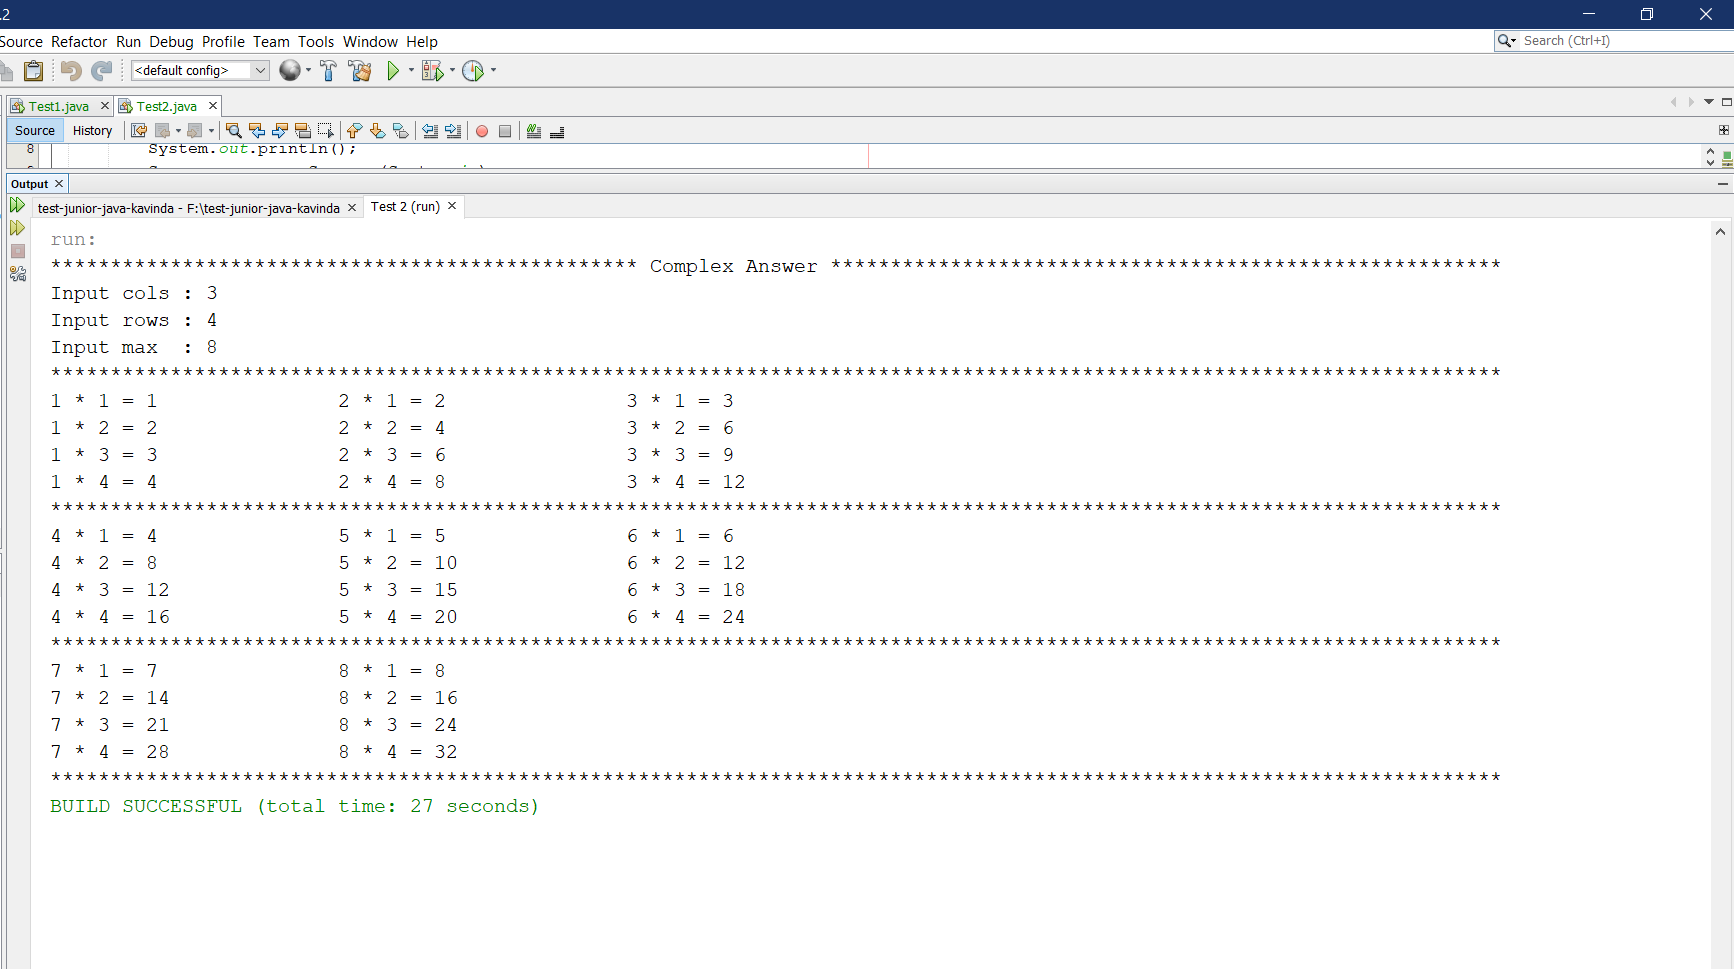 .2
Source Refactor Run Debug Profile Team Tools Window Help
Search (Ctrl+I)
<default config>
Test1.java Test2.java
Source History
8 System.out.println();
Output
test-junior-java-kavinda - F:\test-junior-java-kavinda Test 2 (run)
run:
************************************************* Complex Answer ********************************************************
Input cols : 3
Input rows : 4
Input max  : 8
*************************************************************************************************************************
1 * 1 = 1 2 * 1 = 2 3 * 1 = 3
1 * 2 = 2 2 * 2 = 4 3 * 2 = 6
1 * 3 = 3 2 * 3 = 6 3 * 3 = 9
1 * 4 = 4 2 * 4 = 8 3 * 4 = 12
*************************************************************************************************************************
4 * 1 = 4 5 * 1 = 5 6 * 1 = 6
4 * 2 = 8 5 * 2 = 10 6 * 2 = 12
4 * 3 = 12 5 * 3 = 15 6 * 3 = 18
4 * 4 = 16 5 * 4 = 20 6 * 4 = 24
*************************************************************************************************************************
7 * 1 = 7 8 * 1 = 8
7 * 2 = 14 8 * 2 = 16
7 * 3 = 21 8 * 3 = 24
7 * 4 = 28 8 * 4 = 32
*************************************************************************************************************************
BUILD SUCCESSFUL (total time: 27 seconds)